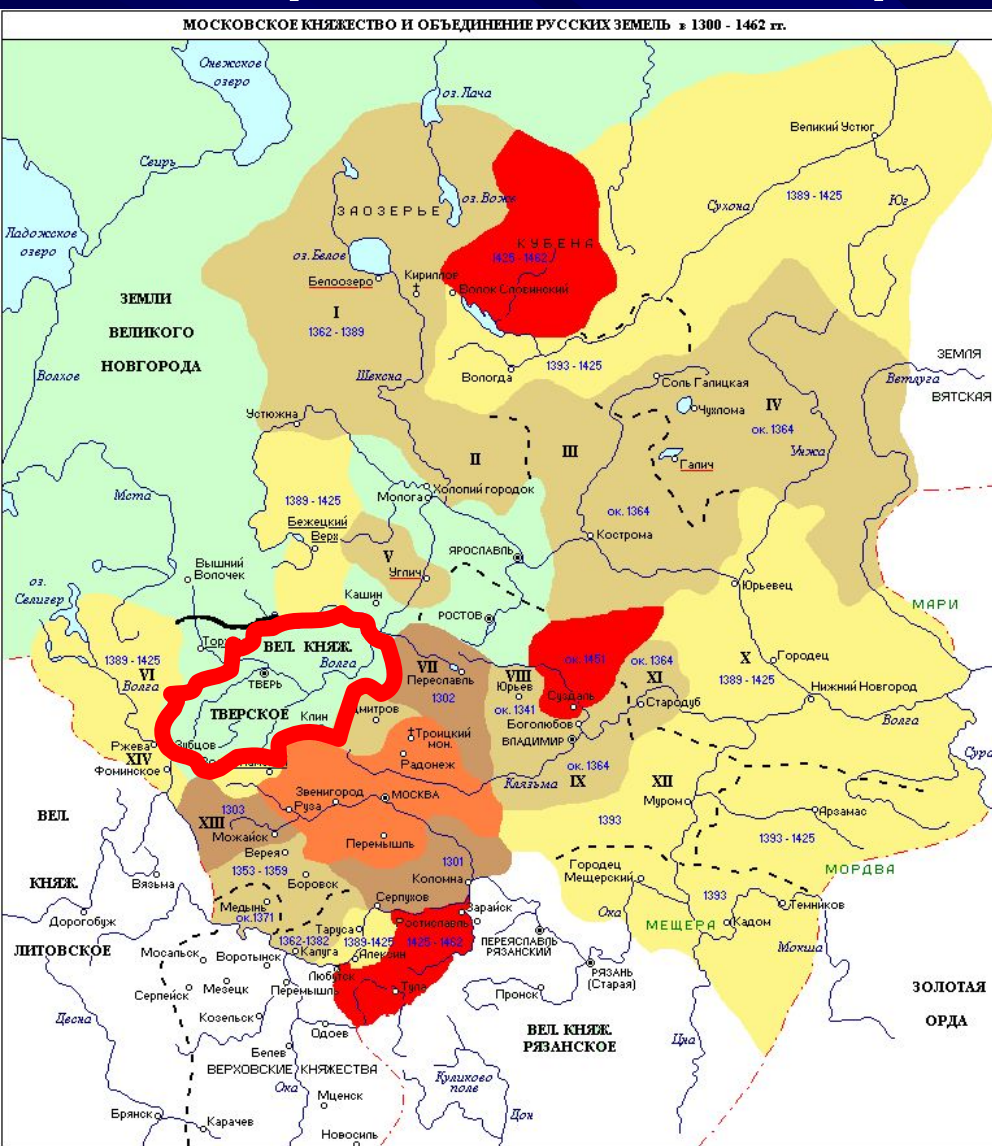 МОСКОВСКОЕ КНЯЖЕСТВО И ОБЪЕДИНЕНИЕ РУССКИХ ЗЕМЕЛЬ в 1300 - 1462 гг.
Онежское
озеро
оз. Лача
Великий Устюг
Свирь
оз. Воже
Сухона
1389 - 1425
Юг
ЗАОЗЕРЬЕ
Ладожское
озеро
КУБЕНА
1425 - 1462
оз. Белое
Белоозеро
Кириллов
Волок Словинский
ЗЕМЛИ
ВЕЛИКОГО
НОВГОРОДА
I
1362 - 1389
Волхов
Шексна
Вологда
1393 - 1425
ЗЕМЛЯ
ВЯТСКАЯ
Ветлуга
Соль Галицкая
Чухлома
IV
ок. 1364
Устюжна
II
III
Галич
Унжа
Мста
1389 - 1425
Холопий городок
Молога
ок. 1364
Бежецкий
Верх
Кострома
V
Углич
ЯРОСЛАВЛЬ
Вышний
Волочек
оз.
Селигер
Кашин
Юрьевец
РОСТОВ
МАРИ
Тор
ВЕЛ. КНЯЖ.
Волга
ТВЕРЬ
ТВЕРСКОЕ
Клин
1389 - 1425
VI
Волга
VII
Переславль
1302
VIII
Юрьев
ок. 1341
ок. 1451
Суздаль
ок. 1364
XI
Стародуб
X
1389 - 1425
Городец
Нижний Новгород
Волга
Сура
Дмитров
Боголюбов
ВЛАДИМИР
Троицкий
мон.
Радонеж
Ржева
Зубцов
XIV
Фоминское
Клязьма
ок. 1364
IX
XII
Муром
Арзамас
Звенигород
Руза
МОСКВА
1303
XIII
Можайск
Перемышль
1393
1393 - 1425
ВЕЛ.
КНЯЖ.
ЛИТОВСКОЕ
Верея
1353 - 1359
Боровск
1301
Коломна
Городец
Мещерский
МОРДВА
Вязьма
Дорогобуж
Медынь
ок. 1371
Серпухов
Зарайск
Ростиславль
1425 - 1462
Таруса
1389-1425
Алексин
1362-1382
Калуга
Ока
1393
МЕЩЕРА
Кадом
Темников
Мокша
ПЕРЕЯСЛАВЛЬ
РЯЗАНСКИЙ
РЯЗАНЬ
(Старая)
Мосальск
Воротынск
Любутск
Тула
Перемышль
Серпейск
Мезецк
Пронск
ЗОЛОТАЯ
ОРДА
Десна
Козельск
Одоев
ВЕЛ. КНЯЖ.
РЯЗАНСКОЕ
Цна
Белев
ВЕРХОВСКИЕ КНЯЖЕСТВА
Ока
Куликово
поле
Мценск
Дон
Брянск
Карачев
Новосиль